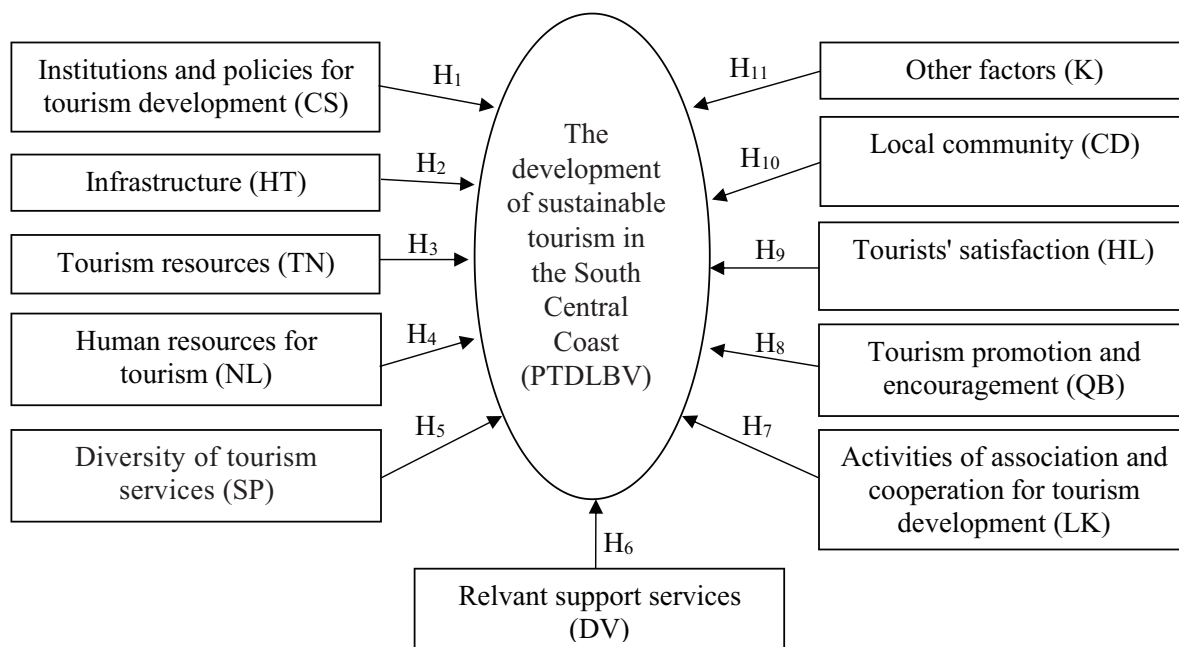 Institutions and policies for
tourism development (CS)
H1
Infrastructure (HT)
H2
Tourism resources (TN)
H3
Human resources for
tourism (NL)
H4
Diversity of tourism
services (SP)
H5
The
development
of sustainable
tourism in
the South
Central
Coast
(PTDLBV)
H6
Relvant support services
(DV)
H11
Other factors (K)
H10
Local community (CD)
H9
Tourists' satisfaction (HL)
H8
Tourism promotion and
encouragement (QB)
H7
Activities of association and
cooperation for tourism
development (LK)